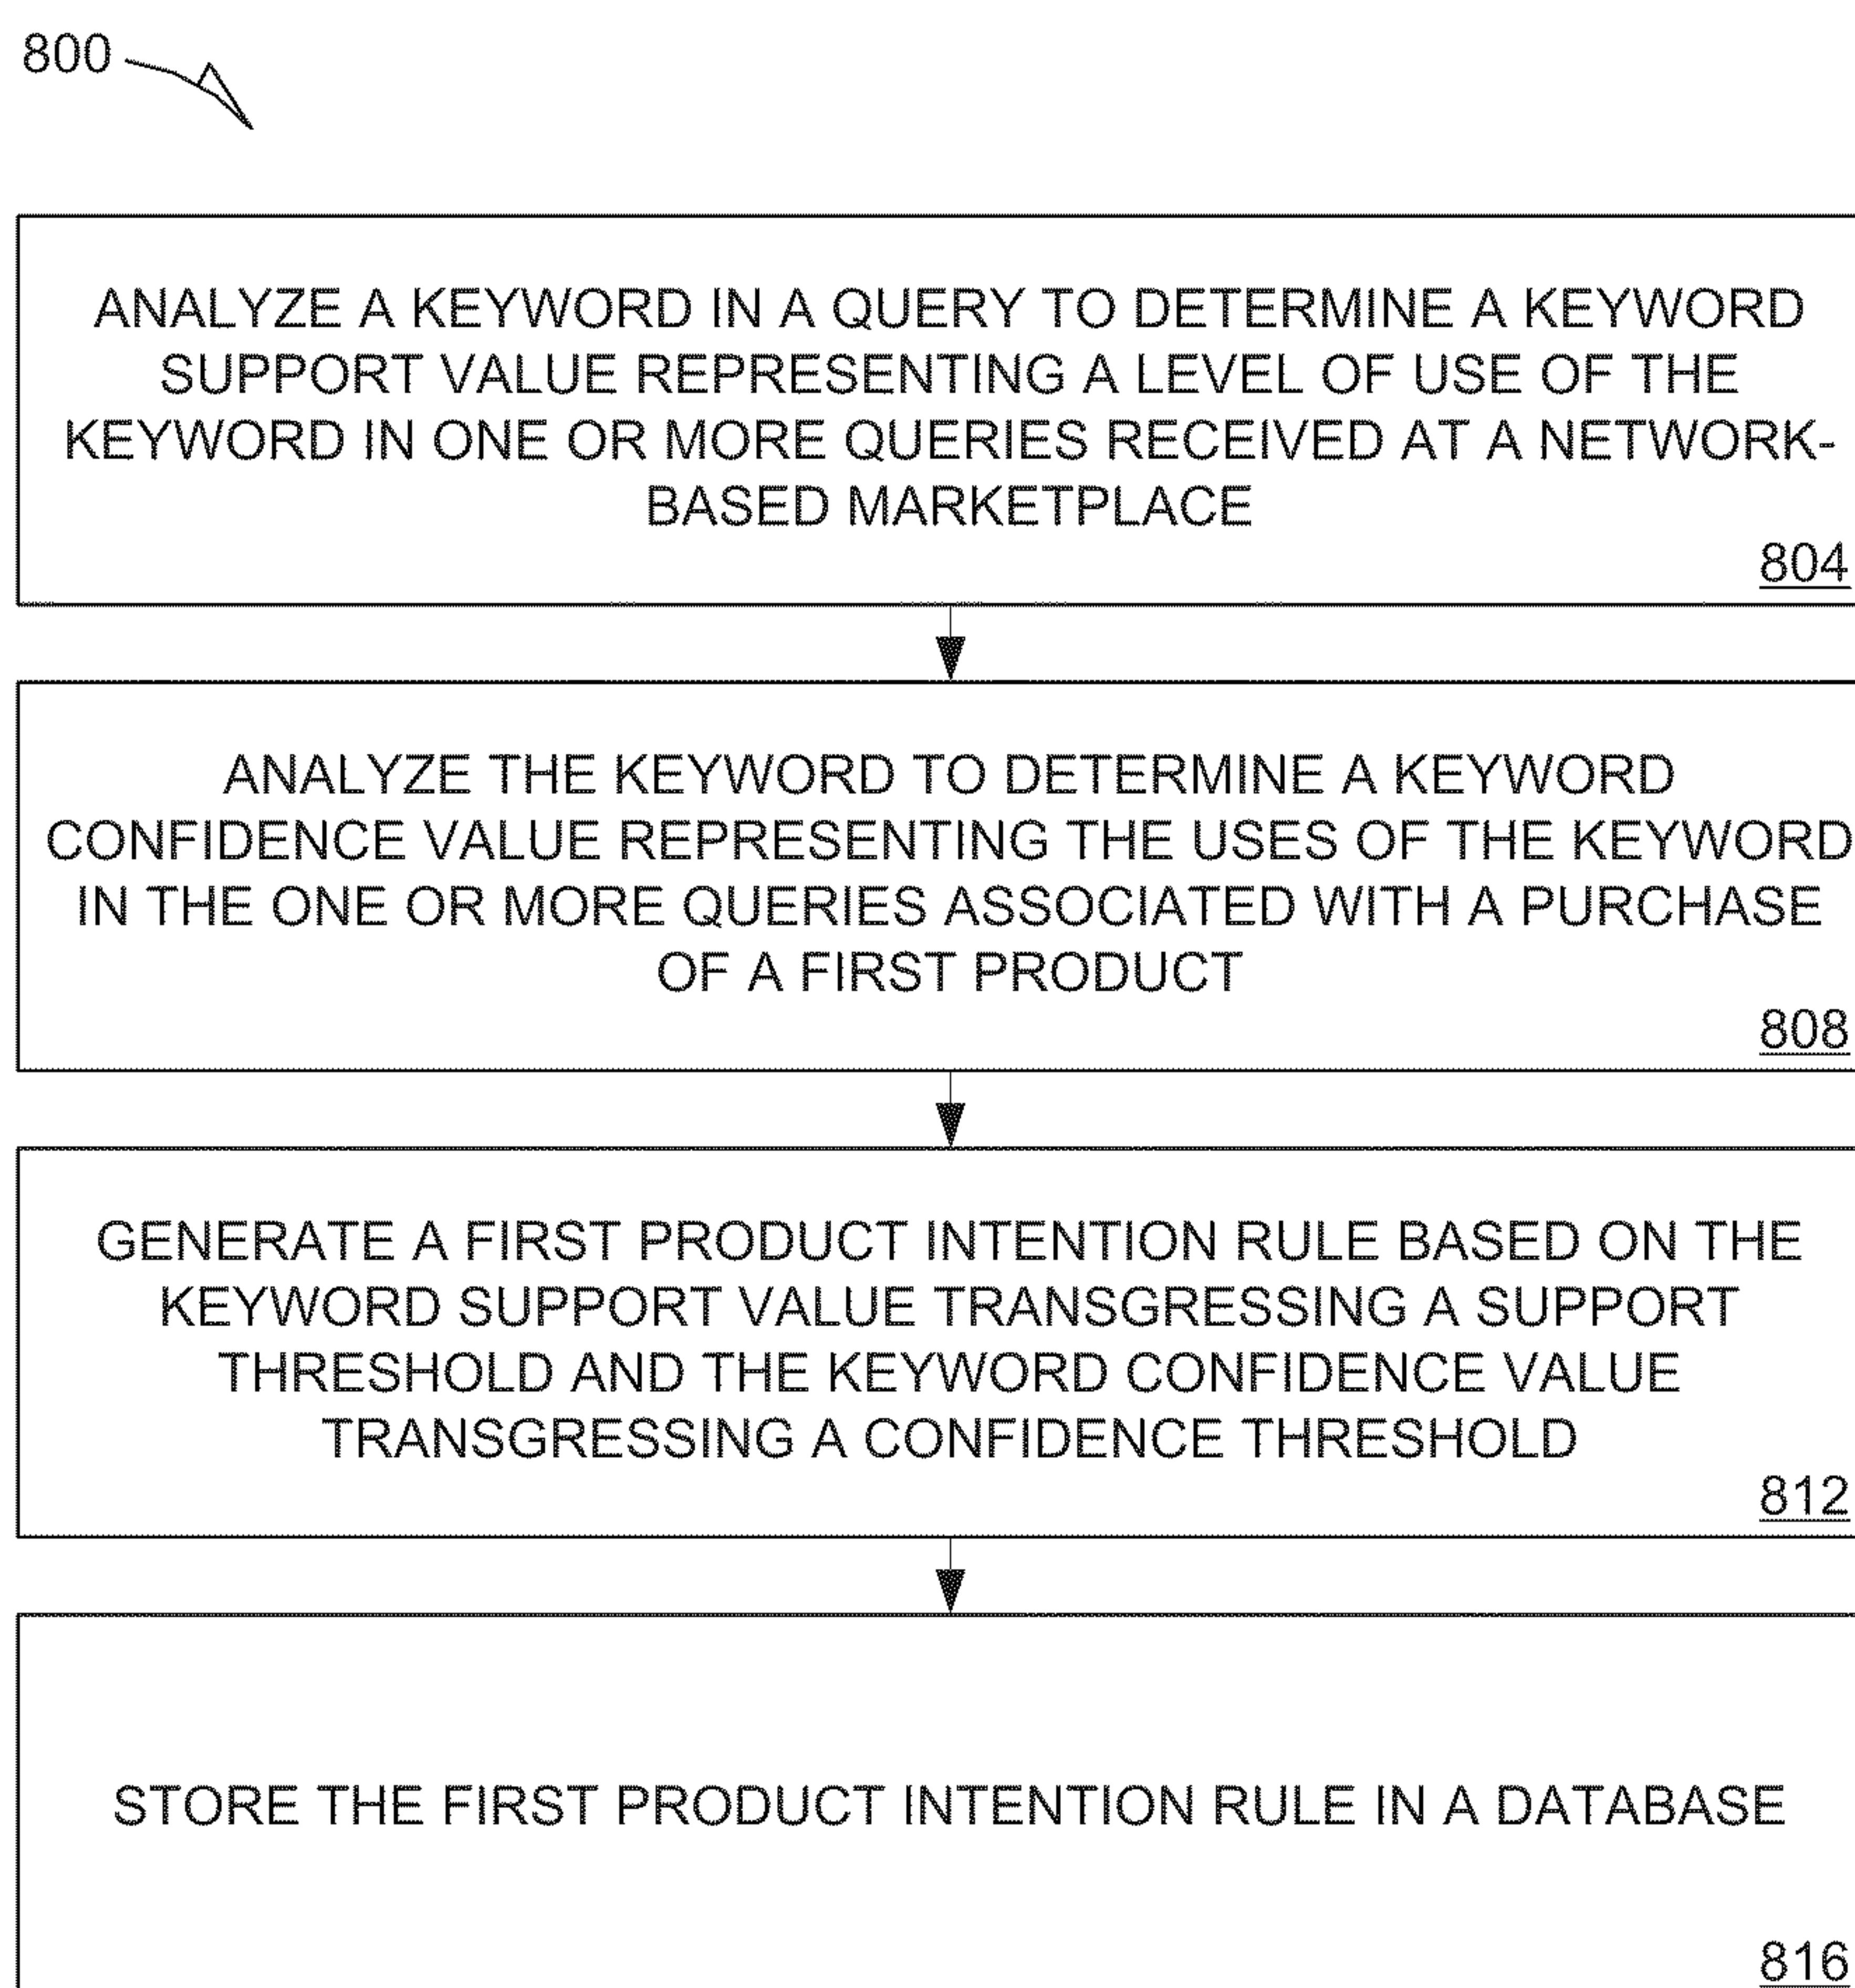 800
ANALYZE A KEYWORD IN A QUERY TO DETERMINE A KEYWORD
SUPPORT VALUE REPRESENTING A LEVEL OF USE OF THE
KEYWORD IN ONE OR MORE QUERIES RECEIVED AT A NETWORK-
BASED MARKETPLACE
804
ANALYZE THE KEYWORD TO DETERMINE A KEYWORD
CONFIDENCE VALUE REPRESENTING THE USES OF THE KEYWORD
IN THE ONE OR MORE QUERIES ASSOCIATED WITH A PURCHASE
OF A FIRST PRODUCT
808
GENERATE A FIRST PRODUCT INTENTION RULE BASED ON THE
KEYWORD SUPPORT VALUE TRANSGRESSING A SUPPORT
THRESHOLD AND THE KEYWORD CONFIDENCE VALUE
TRANSGRESSING A CONFIDENCE THRESHOLD
812
STORE THE FIRST PRODUCT INTENTION RULE IN A DATABASE
816